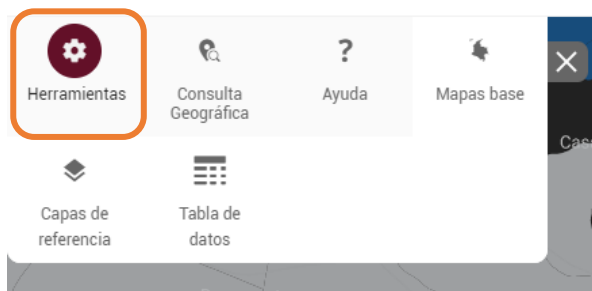 Herramientas
Consulta
Geográfica
?
Ayuda
Mapas base
Capas de
referencia
Tabla de
datos